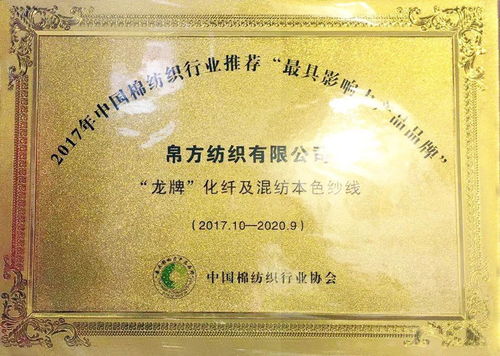 2017年中国棉纺织行业推荐“最具影响力产品品牌”
帛方纺织有限公司
“龙牌”化纤及混纺本色纱线
(2017.10—2020.9)
中国棉纺织行业协会